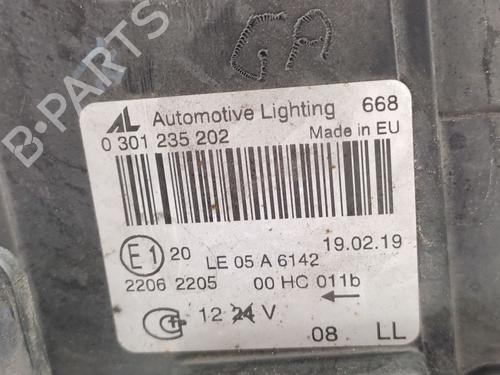 GA
B-PARTS
AL Automotive Lighting 668
0 301 235 202 Made in EU
E1 20 LE 05 A 6142 19.02.19
2206 2205 00 HC 011b
12 24 V
08 LL